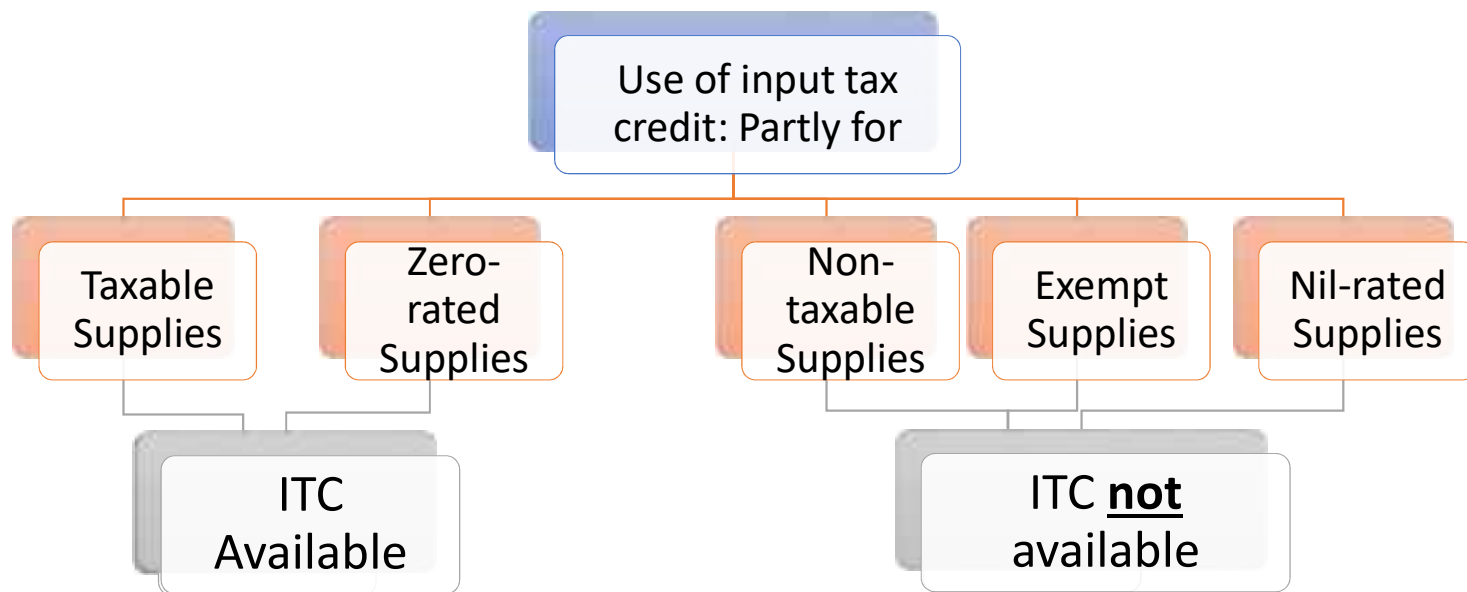 Use of input tax
credit: Partly for
Taxable
Supplies
Zero-
rated
Supplies
Non-
taxable
Supplies
Exempt
Supplies
Nil-rated
Supplies
ITC
Available
ITC not
available